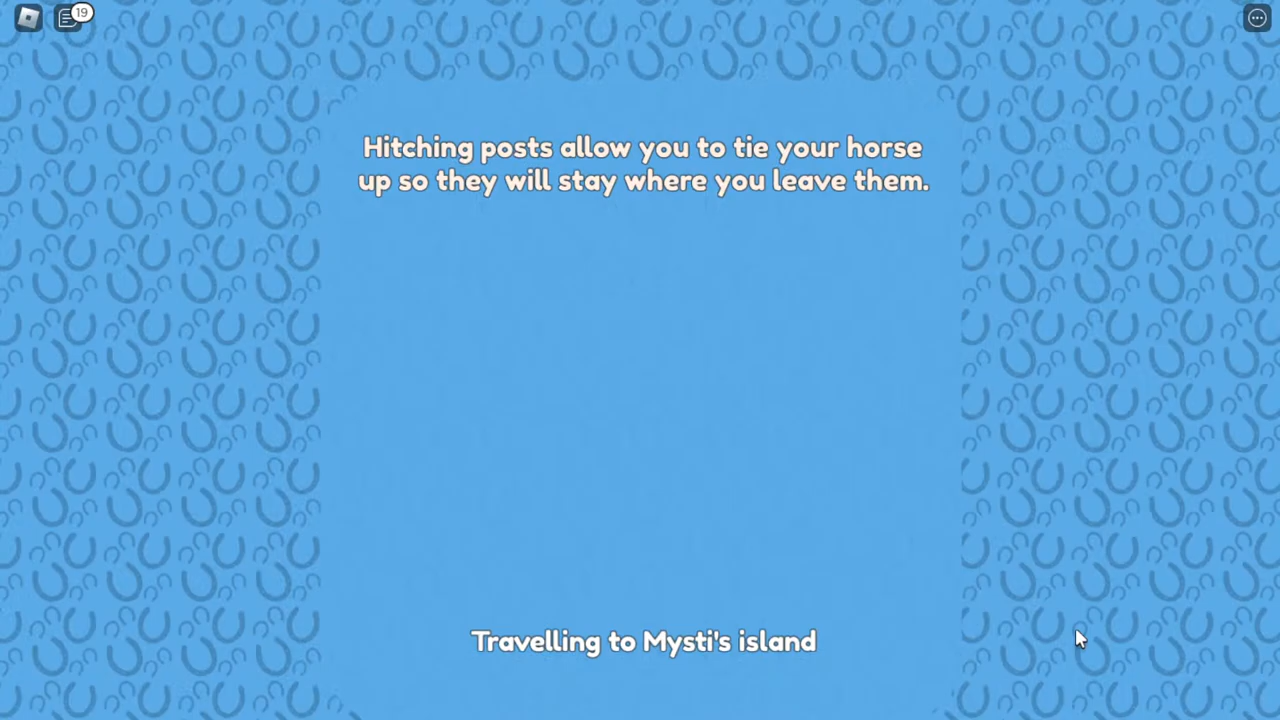 19
Hitching posts allow you to tie your horse
up so they will stay where you leave them.
Travelling to Mysti's island